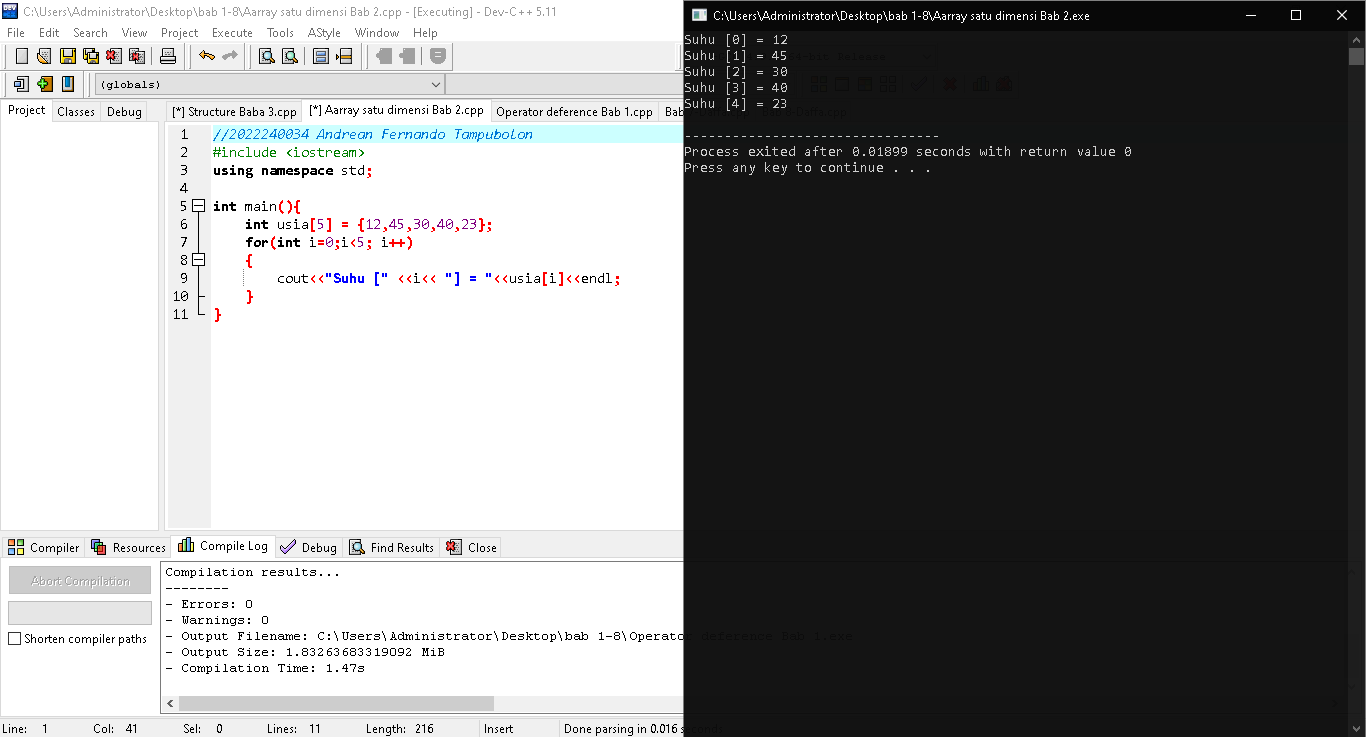 C:\Users\Administrator\Desktop\bab 1-8\Aarray satu dimensi Bab 2.cpp - [Executing] - Dev-C++ 5.11
File Edit Search View Project Execute Tools AStyle Window Help
(globals)
Project Classes Debug
[*] Structure Baba 3.cpp [*] Aarray satu dimensi Bab 2.cpp Operator deference Bab 1.cpp
1 //2022240034 Andrean Fernando Tampubolon
2 #include <iostream>
3 using namespace std;
4
5 int main(){
6 int usia[5] = {12,45,30,40,23};
7 for(int i=0;i<5; i++)
8 {
9 cout<<"Suhu [" <<i<< "] = "<<usia[i]<<endl;
10 }
11 }
C:\Users\Administrator\Desktop\bab 1-8\Aarray satu dimensi Bab 2.exe
Suhu [0] = 12
Suhu [1] = 45
Suhu [2] = 30
Suhu [3] = 40
Suhu [4] = 23
--------------------------------
Process exited after 0.01899 seconds with return value 0
Press any key to continue . . .
Compiler Resources Compile Log Debug Find Results Close
Abort Compilation
Shorten compiler paths
Compilation results...
--------
- Errors: 0
- Warnings: 0
- Output Filename: C:\Users\Administrator\Desktop\bab 1-8\Operator deference Bab 1.exe
- Output Size: 1.83263683319092 MiB
- Compilation Time: 1.47s
Line: 1 Col: 41 Sel: 0 Lines: 11 Length: 216 Insert Done parsing in 0.016